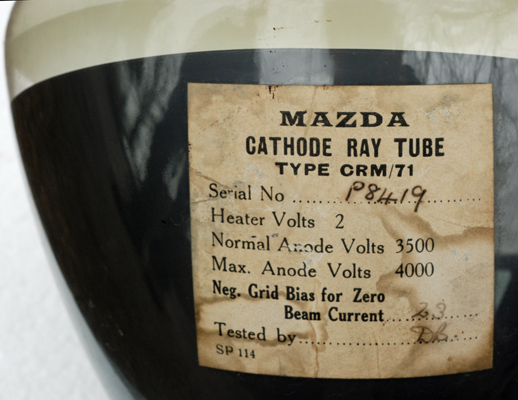 MAZDA
CATHODE RAY TUBE
TYPE CRM/71
Serial No ............P8419............
Heater Volts 2
Normal Anode Volts 3500
Max. Anode Volts 4000
Neg. Grid Bias for Zero
Beam Current......23......
Tested by....................
SP 114